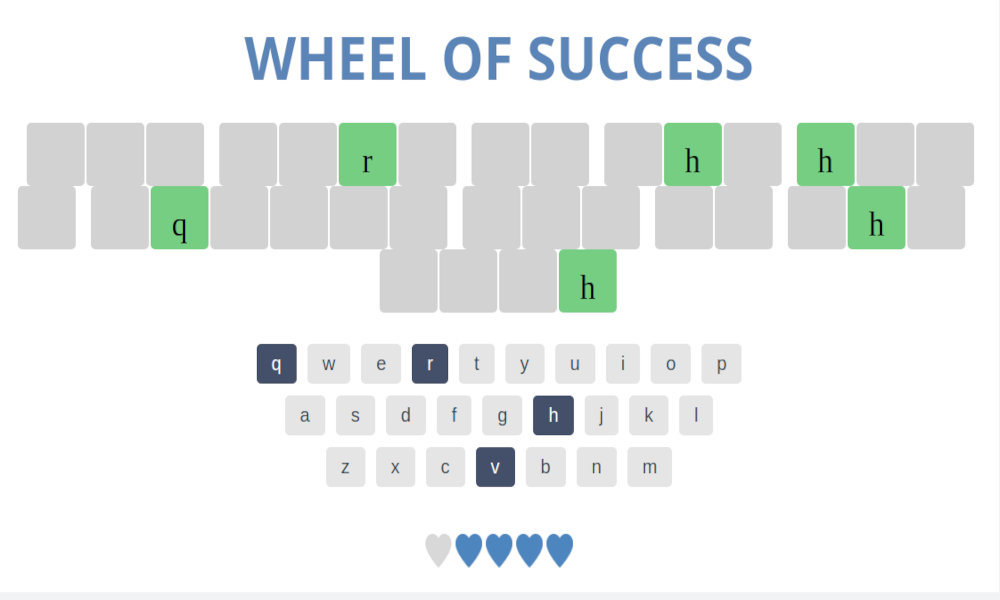 WHEEL OF SUCCESS
r h h
q h
h
q w e r t y u i o p
a s d f g h j k l
z x c v b n m